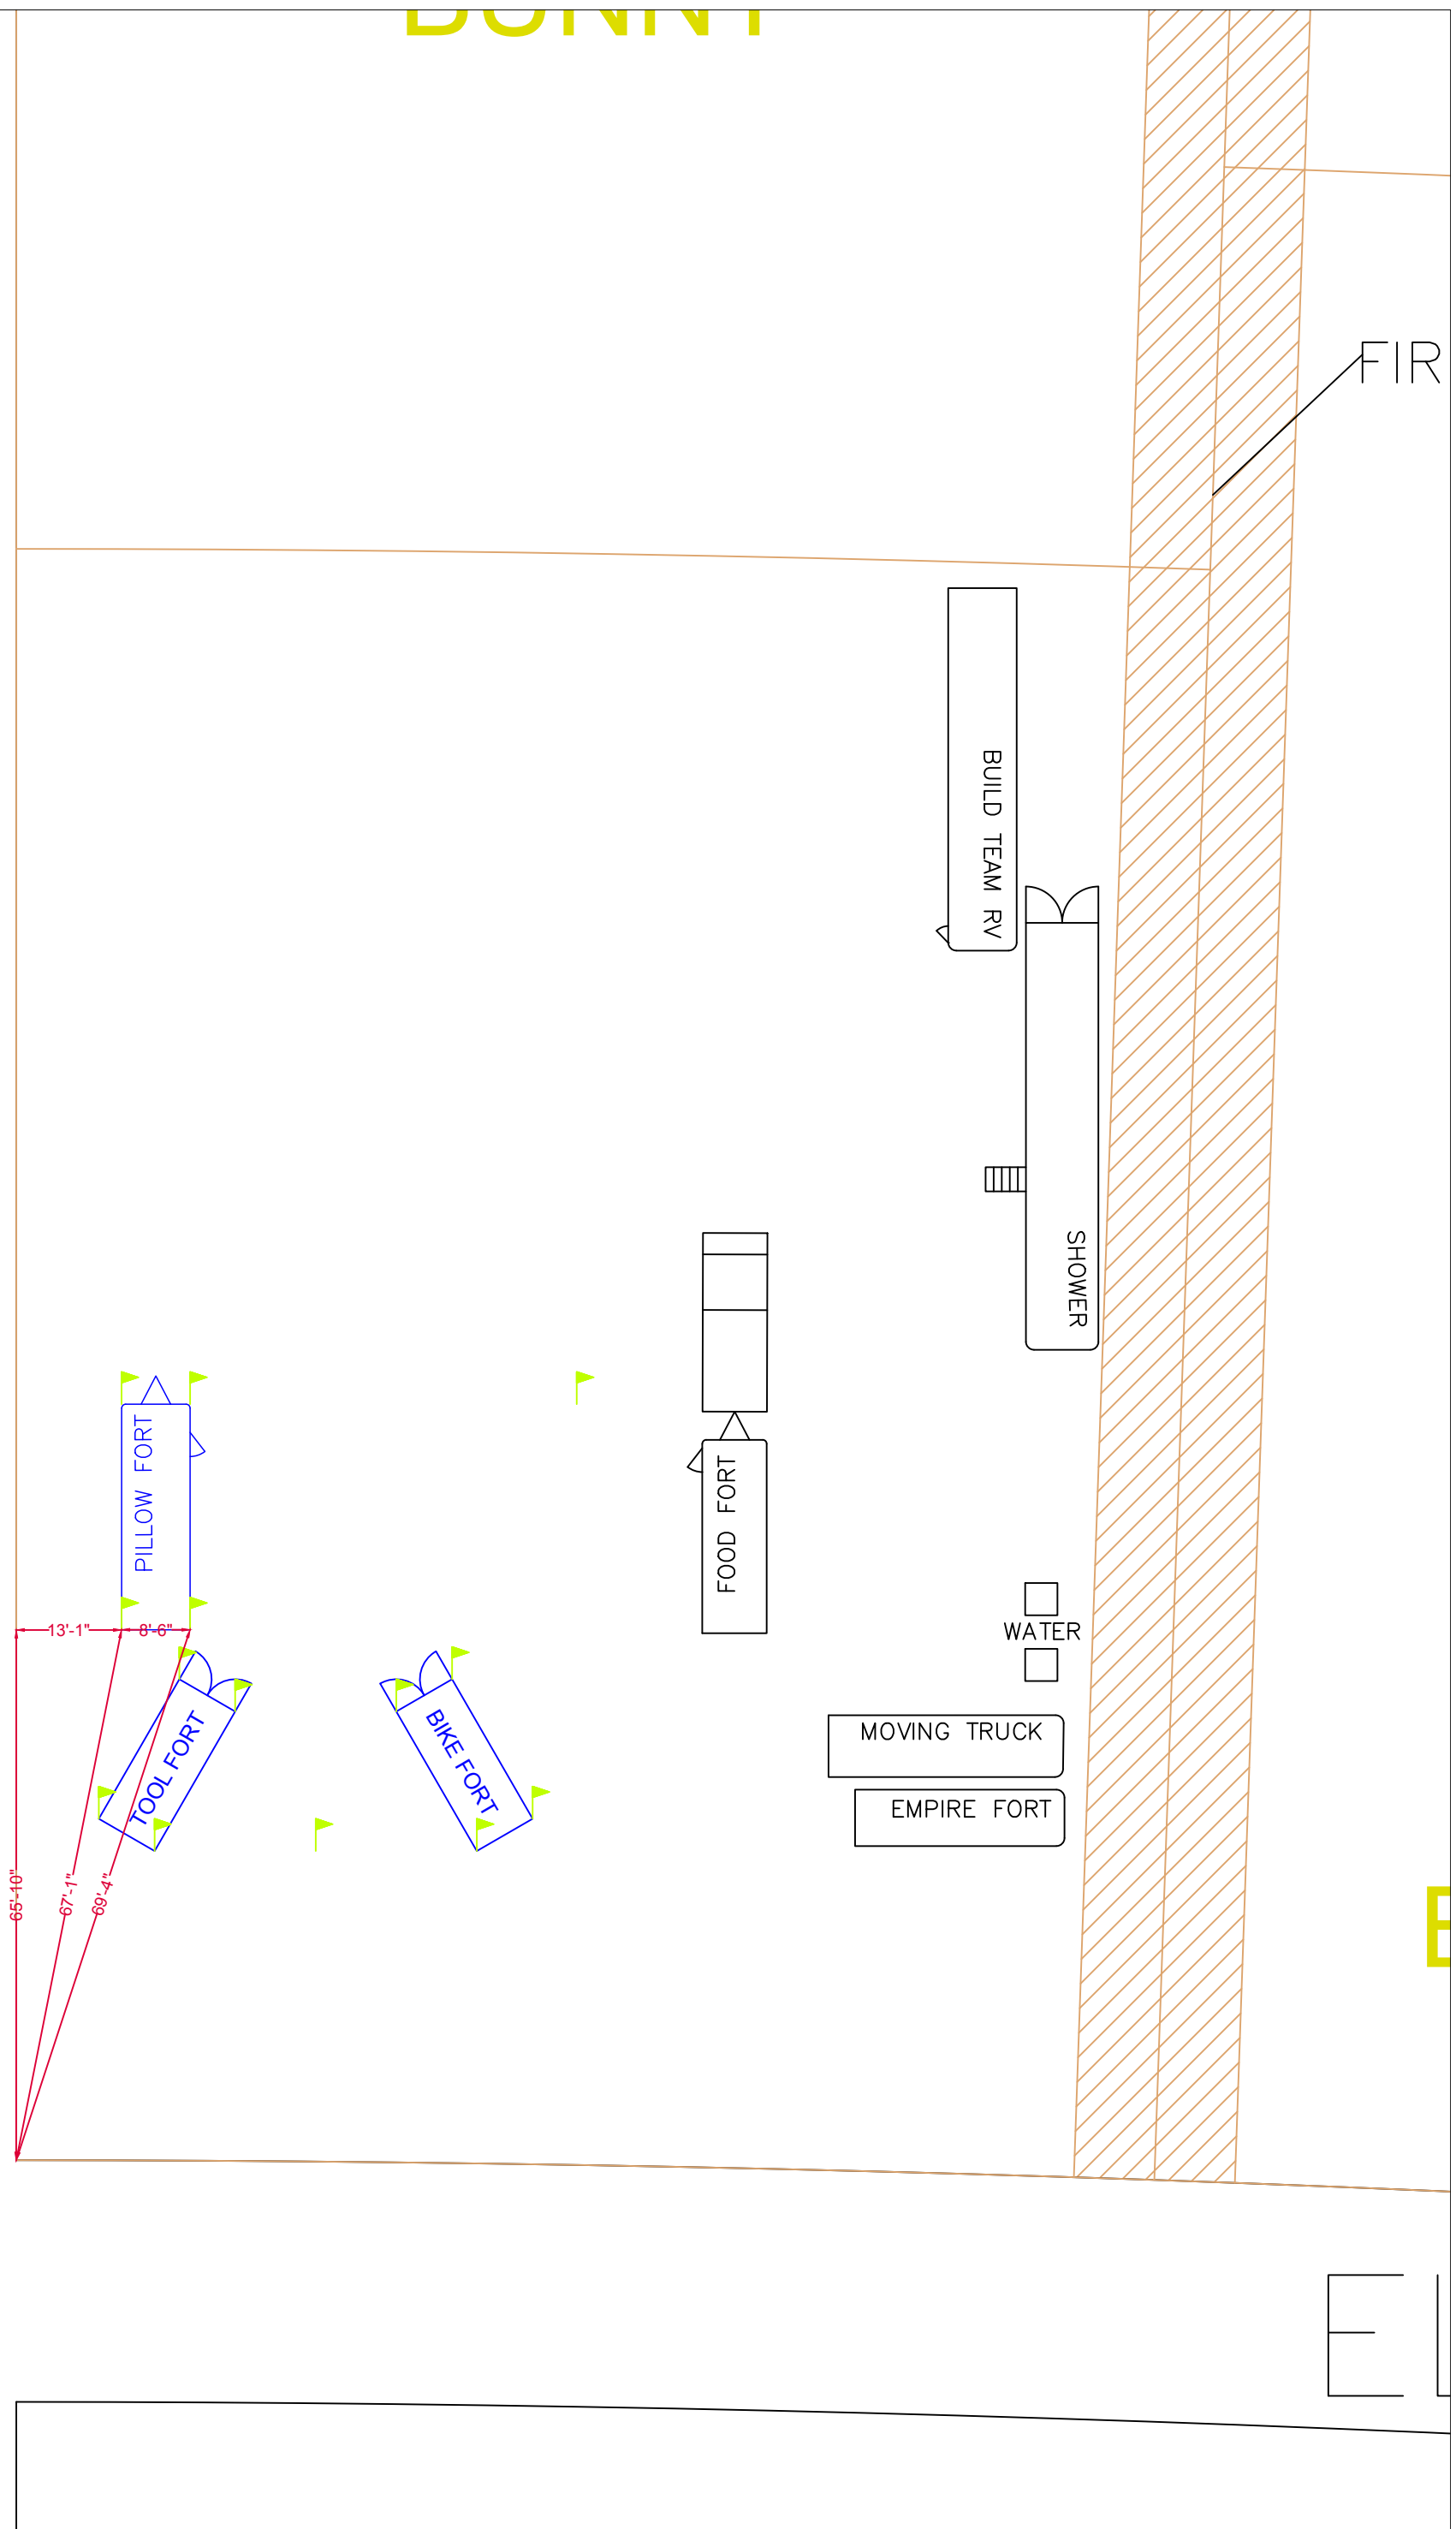 BUNNY
FIR
BUILD TEAM RV
SHOWER
PILLOW FORT
FOOD FORT
13'-1"
8'-6"
WATER
TOOL FORT
BIKE FORT
MOVING TRUCK
EMPIRE FORT
65'-10"
67'-1"
69'-4"
E